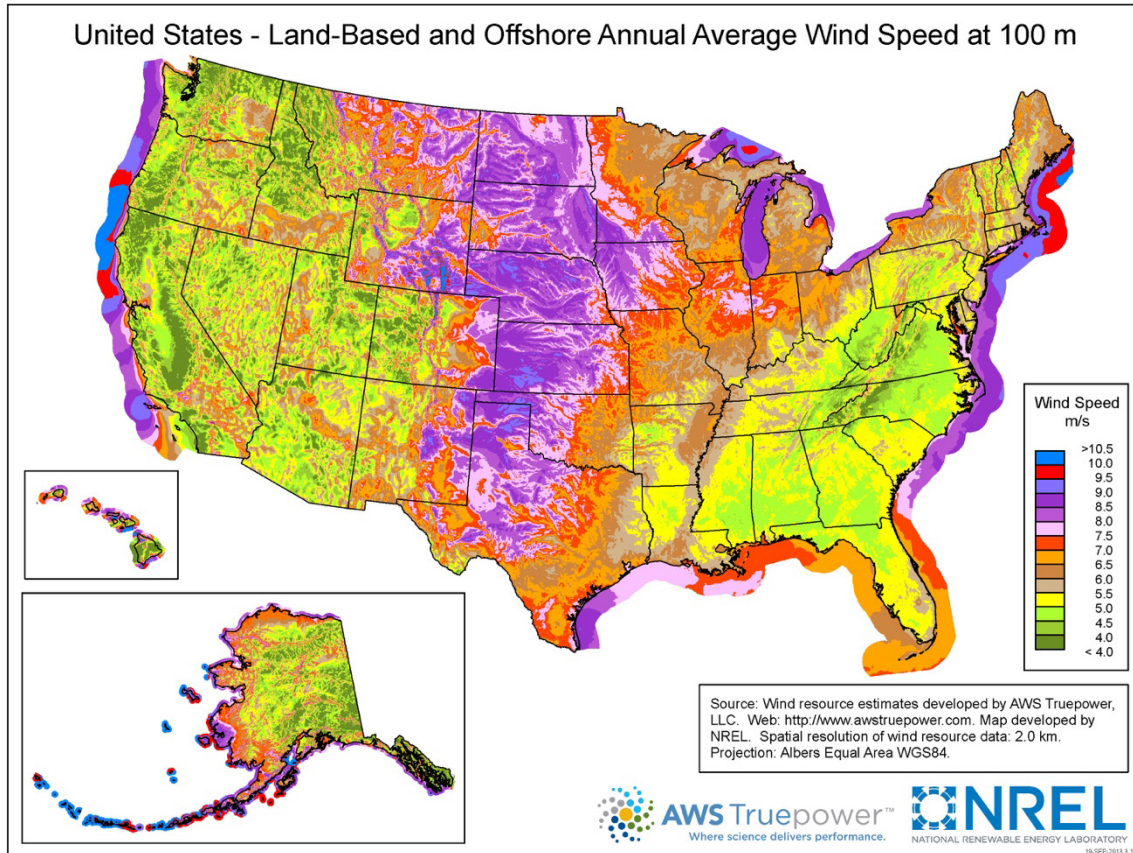 United States - Land-Based and Offshore Annual Average Wind Speed at 100 m
Wind Speed
m/s
>10.5
10.0
9.5
9.0
8.5
8.0
7.5
7.0
6.5
6.0
5.5
5.0
4.5
4.0
< 4.0
Source: Wind resource estimates developed by AWS Truepower,
LLC. Web: http://www.awstruepower.com. Map developed by
NREL. Spatial resolution of wind resource data: 2.0 km.
Projection: Albers Equal Area WGS84.
AWS Truepower™
Where science delivers performance.
NREL
NATIONAL RENEWABLE ENERGY LABORATORY